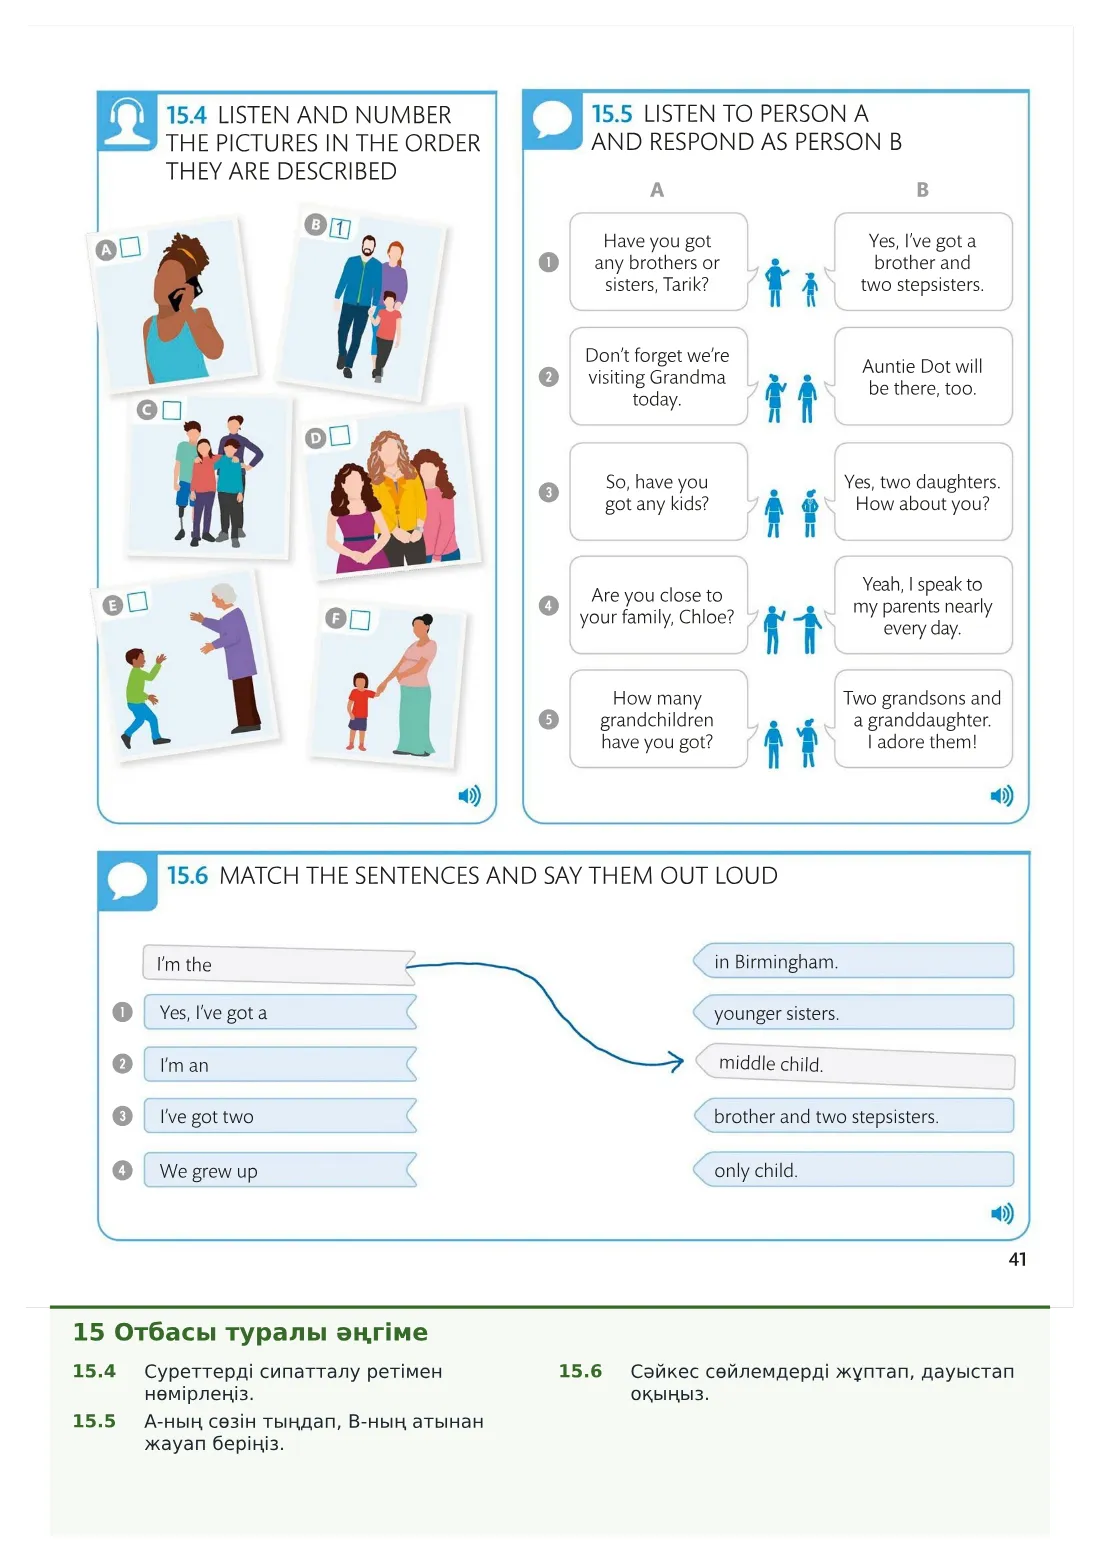 15.4 LISTEN AND NUMBER
THE PICTURES IN THE ORDER
THEY ARE DESCRIBED
A
B 1
C
D
E
F
15.5 LISTEN TO PERSON A
AND RESPOND AS PERSON B
A
B
1
Have you got
any brothers or
sisters, Tarik?
Yes, I’ve got a
brother and
two stepsisters.
2
Don’t forget we’re
visiting Grandma
today.
Auntie Dot will
be there, too.
3
So, have you
got any kids?
Yes, two daughters.
How about you?
4
Are you close to
your family, Chloe?
Yeah, I speak to
my parents nearly
every day.
5
How many
grandchildren
have you got?
Two grandsons and
a granddaughter.
I adore them!
15.6 MATCH THE SENTENCES AND SAY THEM OUT LOUD
I’m the
in Birmingham.
1 Yes, I’ve got a
younger sisters.
2 I’m an
middle child.
3 I’ve got two
brother and two stepsisters.
4 We grew up
only child.
41
15 Отбасы туралы әңгіме
15.4 Суреттерді сипатталу ретімен
нөмірлеңіз.
15.5 А-ның сөзін тыңдап, В-ның атынан
жауап беріңіз.
15.6 Сәйкес сөйлемдерді жұптап, дауыстап
оқыңыз.